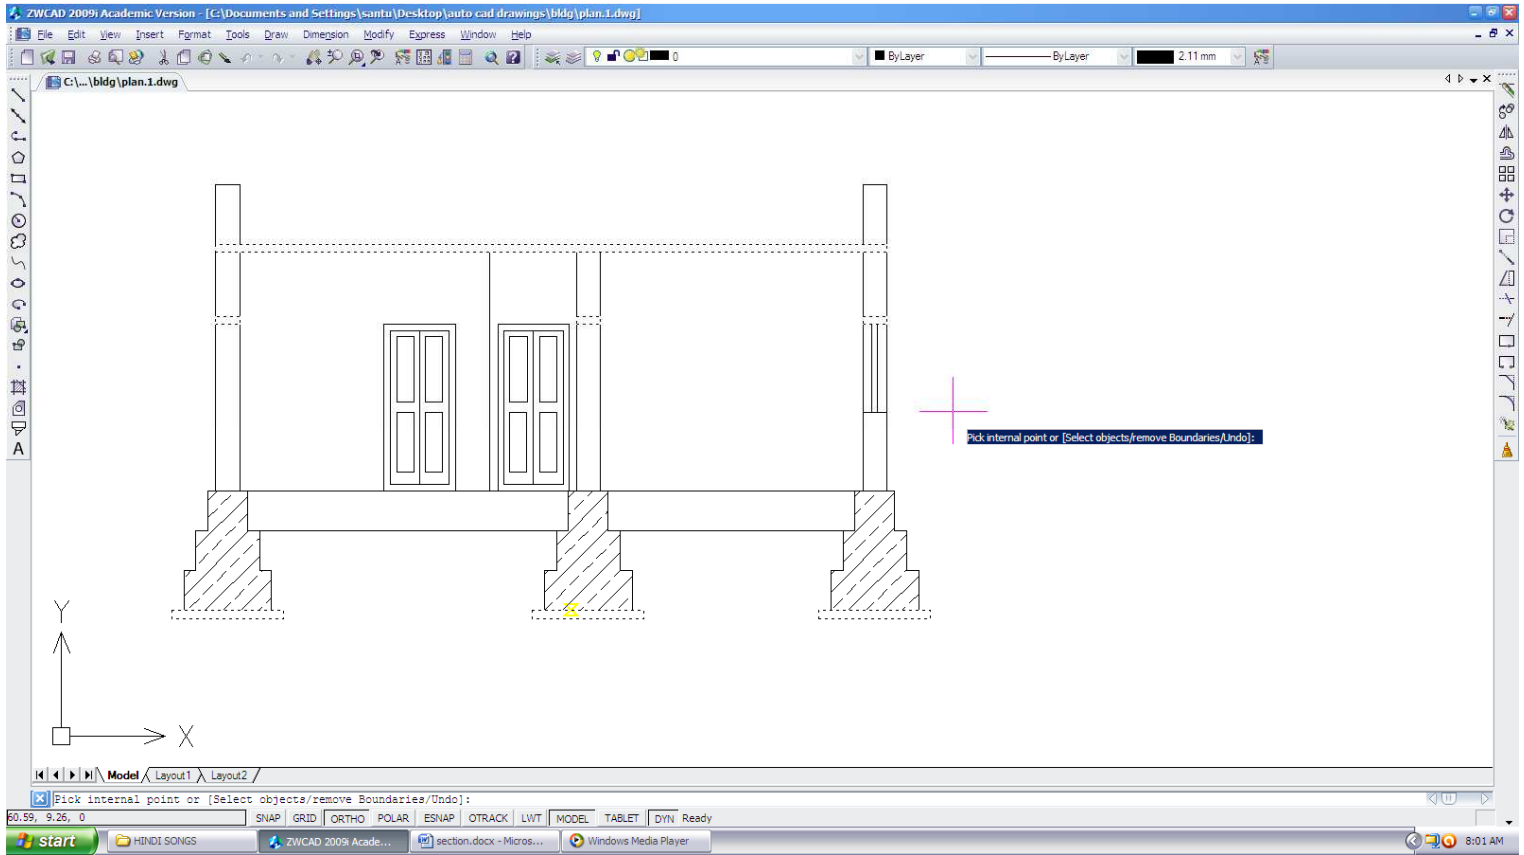 ZWCAD 2009i Academic Version - [C:\Documents and Settings\santu\Desktop\auto cad drawings\bldg\plan.1.dwg]
File Edit View Insert Format Tools Draw Dimension Modify Express Window Help
0 ByLayer ByLayer 2.11 mm
C:\...\bldg\plan.1.dwg
Pick internal point or [Select objects/remove Boundaries/Undo]:
Y
X
Model Layout1 Layout2
Pick internal point or [Select objects/remove Boundaries/Undo]:
60.59, 9.26, 0 SNAP GRID ORTHO POLAR ESNAP OTRACK LWT MODEL TABLET DYN Ready
start HINDI SONGS ZWCAD 2009i Acade... section.docx - Micros... Windows Media Player 8:01 AM